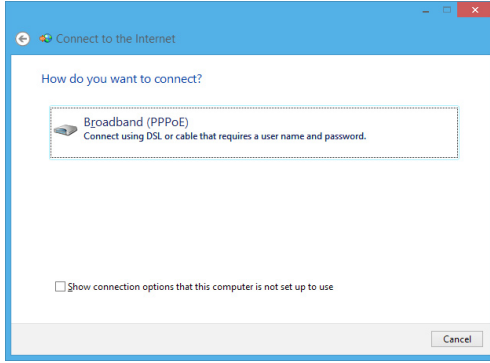 Connect to the Internet
How do you want to connect?
Broadband (PPPoE)
Connect using DSL or cable that requires a user name and password.
Show connection options that this computer is not set up to use
Cancel